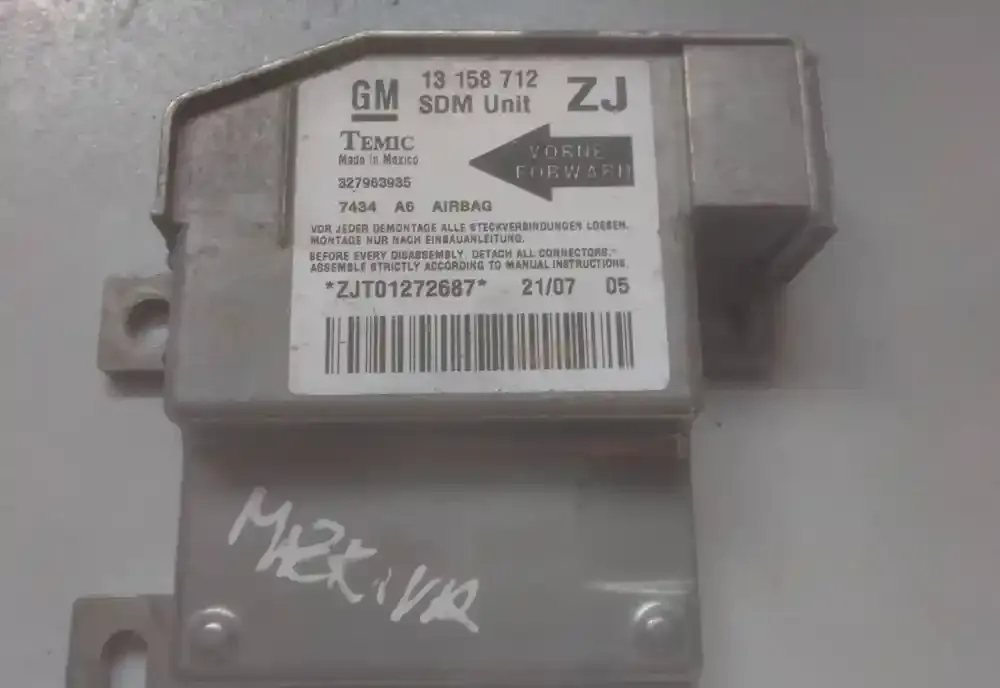 GM 13 158 712 ZJ
SDM Unit
TEMIC
Made in Mexico
VORNE
FORWARD
327963935
7434 A6 AIRBAG
VOR JEDER DEMONTAGE ALLE STECKVERBINDUNGEN LOESEN.
MONTAGE NUR NACH EINBAUANLEITUNG.
BEFORE EVERY DISASSEMBLY, DETACH ALL CONNECTORS.
ASSEMBLE STRICTLY ACCORDING TO MANUAL INSTRUCTIONS.
*ZJT01272687* 21/07 05
MERIVA